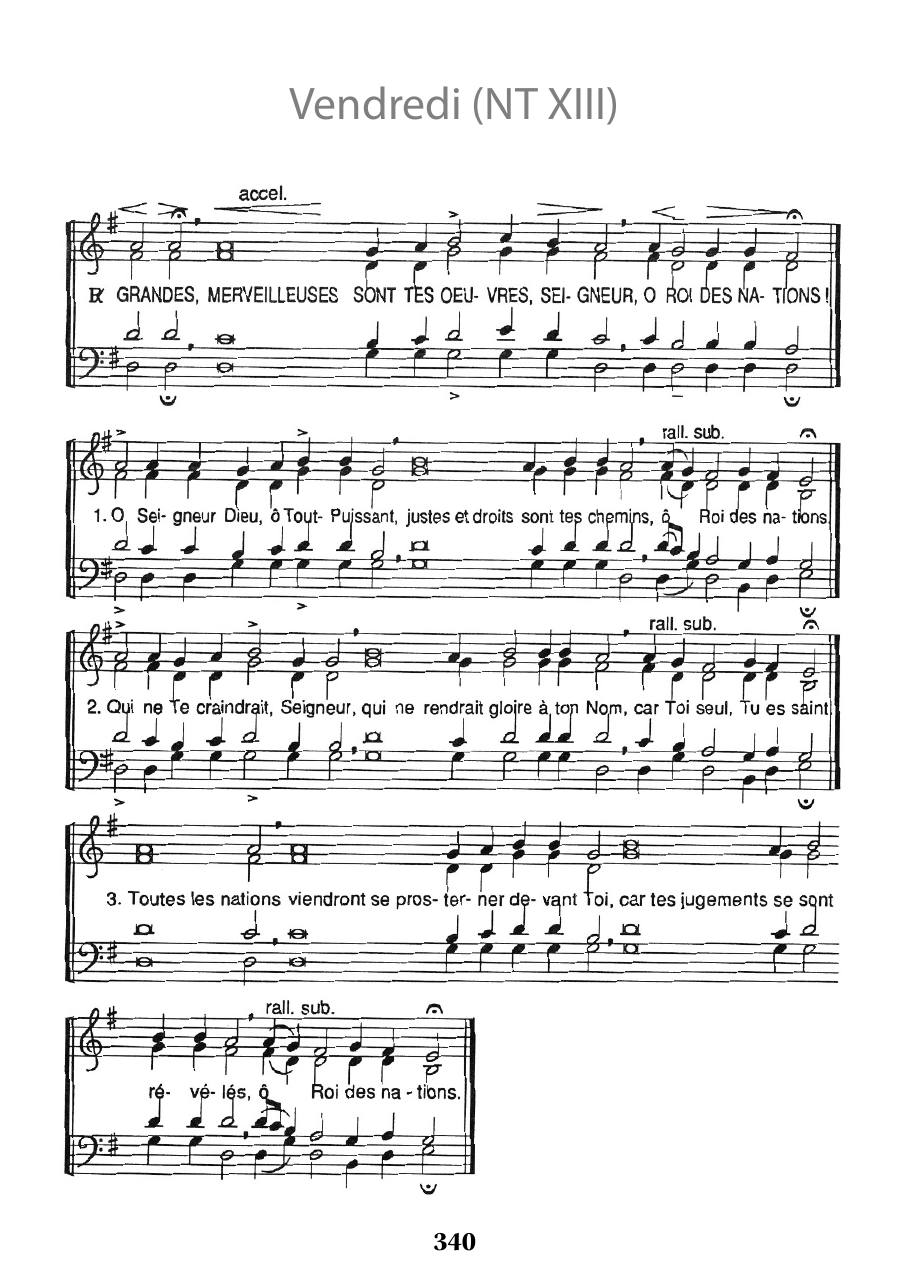 Vendredi (NT XIII)
accel.
℟ GRANDES, MERVEILLEUSES SONT TES OEU- VRES, SEI- GNEUR, O ROI DES NA- TIONS !
rall. sub.
1. O, Sei- gneur Dieu, ô Tout- Puissant, justes et droits sont tes chemins, ô Roi des na- tions.
rall. sub.
2. Qui ne Te craindrait, Seigneur, qui ne rendrait gloire à ton Nom, car Toi seul, Tu es saint.
3. Toutes les nations viendront se pros- ter- ner de- vant Toi, car tes jugements se sont
rall. sub.
ré- vé- lés, ô Roi des na - tions.
340